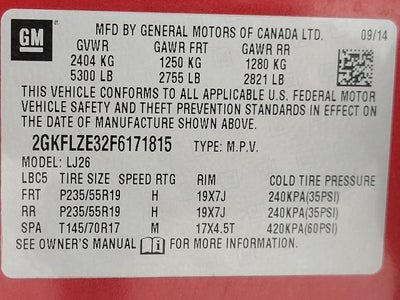 GM
MFD BY GENERAL MOTORS OF CANADA LTD. 09/14
GVWR GAWR FRT GAWR RR
2404 KG 1250 KG 1280 KG
5300 LB 2755 LB 2821 LB
THIS VEHICLE CONFORMS TO ALL APPLICABLE U.S. FEDERAL MOTOR
VEHICLE SAFETY AND THEFT PREVENTION STANDARDS IN EFFECT ON
THE DATE OF MANUFACTURE SHOWN ABOVE.
2GKFLZE32F6171815 TYPE: M.P.V.
MODEL: LJ26
LBC5 TIRE SIZE SPEED RTG RIM COLD TIRE PRESSURE
FRT P235/55R19 H 19X7J 240KPA(35PSI)
RR P235/55R19 H 19X7J 240KPA(35PSI)
SPA T145/70R17 M 17X4.5T 420KPA(60PSI)
SEE OWNER'S MANUAL i FOR MORE INFORMATION.